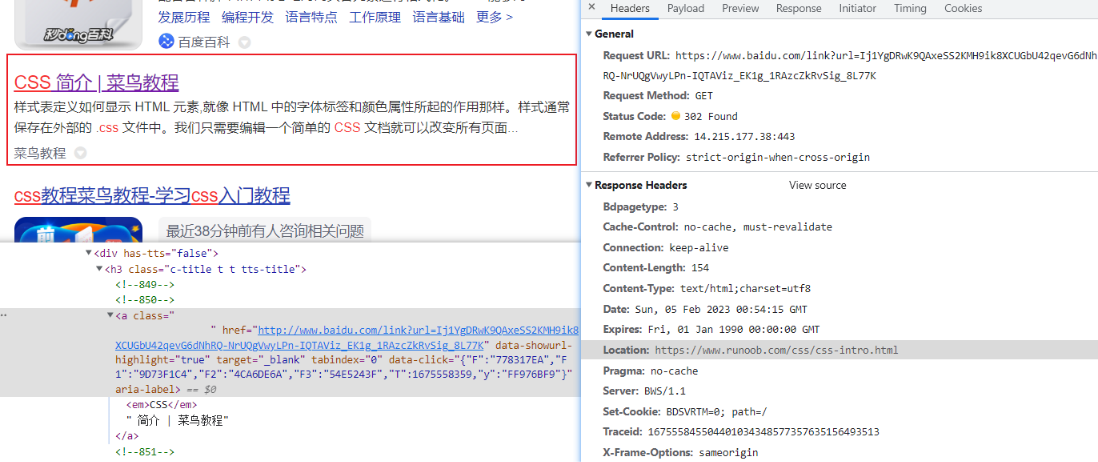 发展历程 编程开发 语言特点 工作原理 语言基础 更多 >
秒懂百科
百度百科
CSS 简介 | 菜鸟教程
样式表定义如何显示 HTML 元素,就像 HTML 中的字体标签和颜色属性所起的作用那样。样式通常
保存在外部的 .css 文件中。我们只需要编辑一个简单的 CSS 文档就可以改变所有页面...
菜鸟教程
css教程菜鸟教程-学习css入门教程
最近38分钟前有人咨询相关问题
<div has-tts="false">
<h3 class="c-title t t tts-title">
<!--849-->
<!--850-->
<a class="
" href="http://www.baidu.com/link?url=Ij1YgDRwK9QAxeSS2KMH9ik8
XCUGbU42qevG6dNhRQ-NrUQgVwyLPn-IQTAViz_EK1g_1RAzcZkRvSig_8L77K" data-showurl-
highlight="true" target="_blank" tabindex="0" data-click="{"F":"778317EA","F
1":"9D73F1C4","F2":"4CA6DE6A","F3":"54E5243F","T":1675558359,"y":"FF976BF9"}"
aria-label> == $0
<em>CSS</em>
" 简介 | 菜鸟教程"
</a>
<!--851-->
× Headers Payload Preview Response Initiator Timing Cookies
General
Request URL: https://www.baidu.com/link?url=Ij1YgDRwK9QAxeSS2KMH9ik8XCUGbU42qevG6dNh
RQ-NrUQgVwyLPn-IQTAViz_EK1g_1RAzcZkRvSig_8L77K
Request Method: GET
Status Code: 302 Found
Remote Address: 14.215.177.38:443
Referrer Policy: strict-origin-when-cross-origin
Response Headers View source
Bdpagetype: 3
Cache-Control: no-cache, must-revalidate
Connection: keep-alive
Content-Length: 154
Content-Type: text/html;charset=utf8
Date: Sun, 05 Feb 2023 00:54:15 GMT
Expires: Fri, 01 Jan 1990 00:00:00 GMT
Location: https://www.runoob.com/css/css-intro.html
Pragma: no-cache
Server: BWS/1.1
Set-Cookie: BDSVRTM=0; path=/
Traceid: 1675558455044010343485773576351564935​13
X-Frame-Options: sameorigin